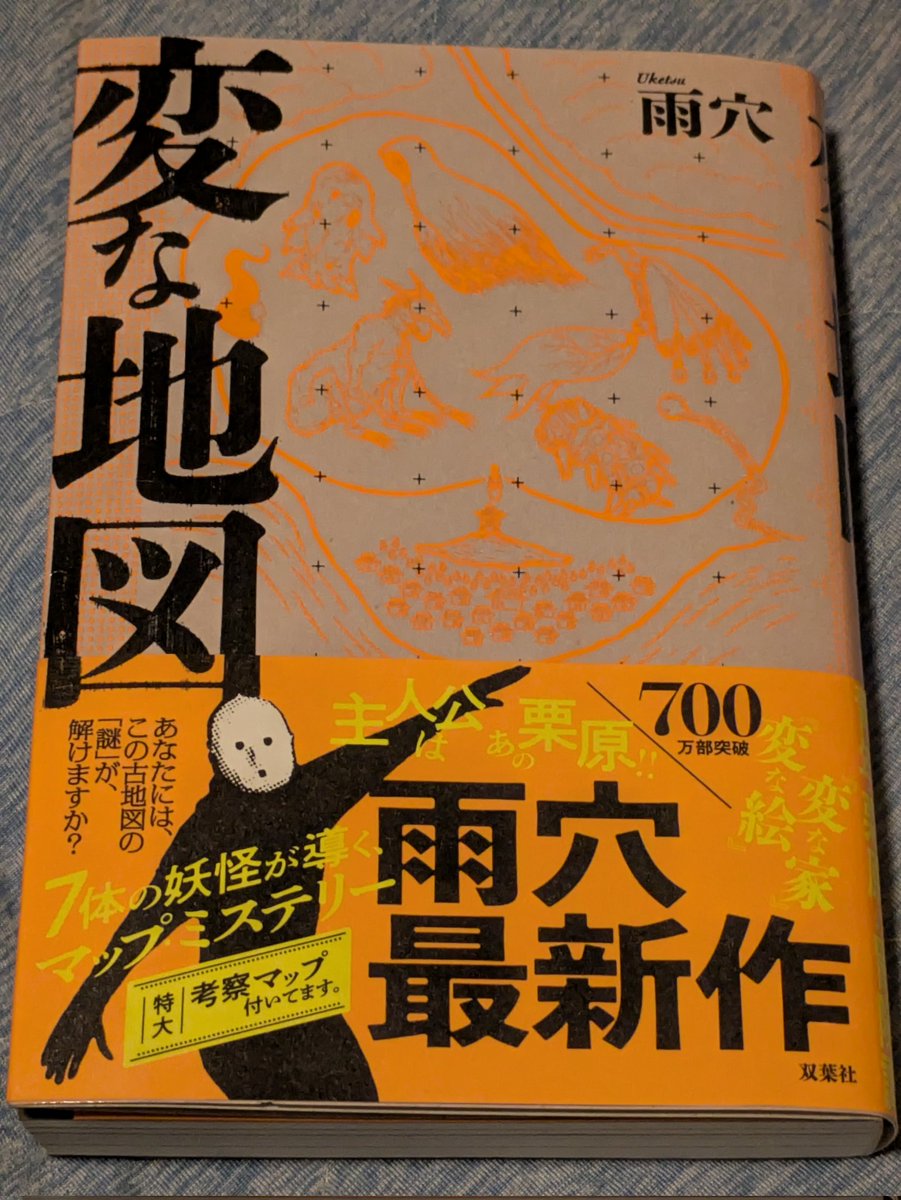 変な地図
Uketsu
雨穴
あなたには、
この古地図の
「謎」が、
解けますか?
主人公はあの栗原!!
700
万部突破
『変な家』
『変な絵』
雨穴
最新作
7体の妖怪が導く、
マップ・ミステリー
特大
考察マップ
付いてます。
双葉社